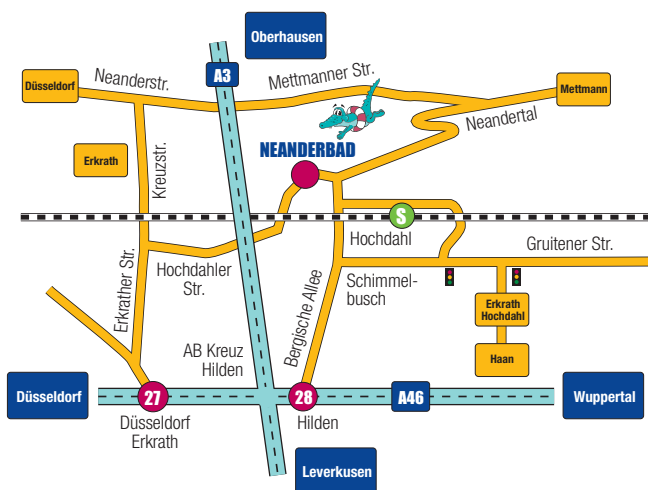 Oberhausen
A3
Neanderstr.
Mettmanner Str.
Düsseldorf
Mettmann
Neandertal
NEANDERBAD
Erkrath
Kreuzstr.
S
Hochdahl
Gruitener Str.
Hochdahler
Str.
Erkrather Str.
Schimmel-
busch
Bergische Allee
Erkrath
Hochdahl
Haan
AB Kreuz
Hilden
Düsseldorf
27
28
A46
Wuppertal
Düsseldorf
Erkrath
Hilden
Leverkusen